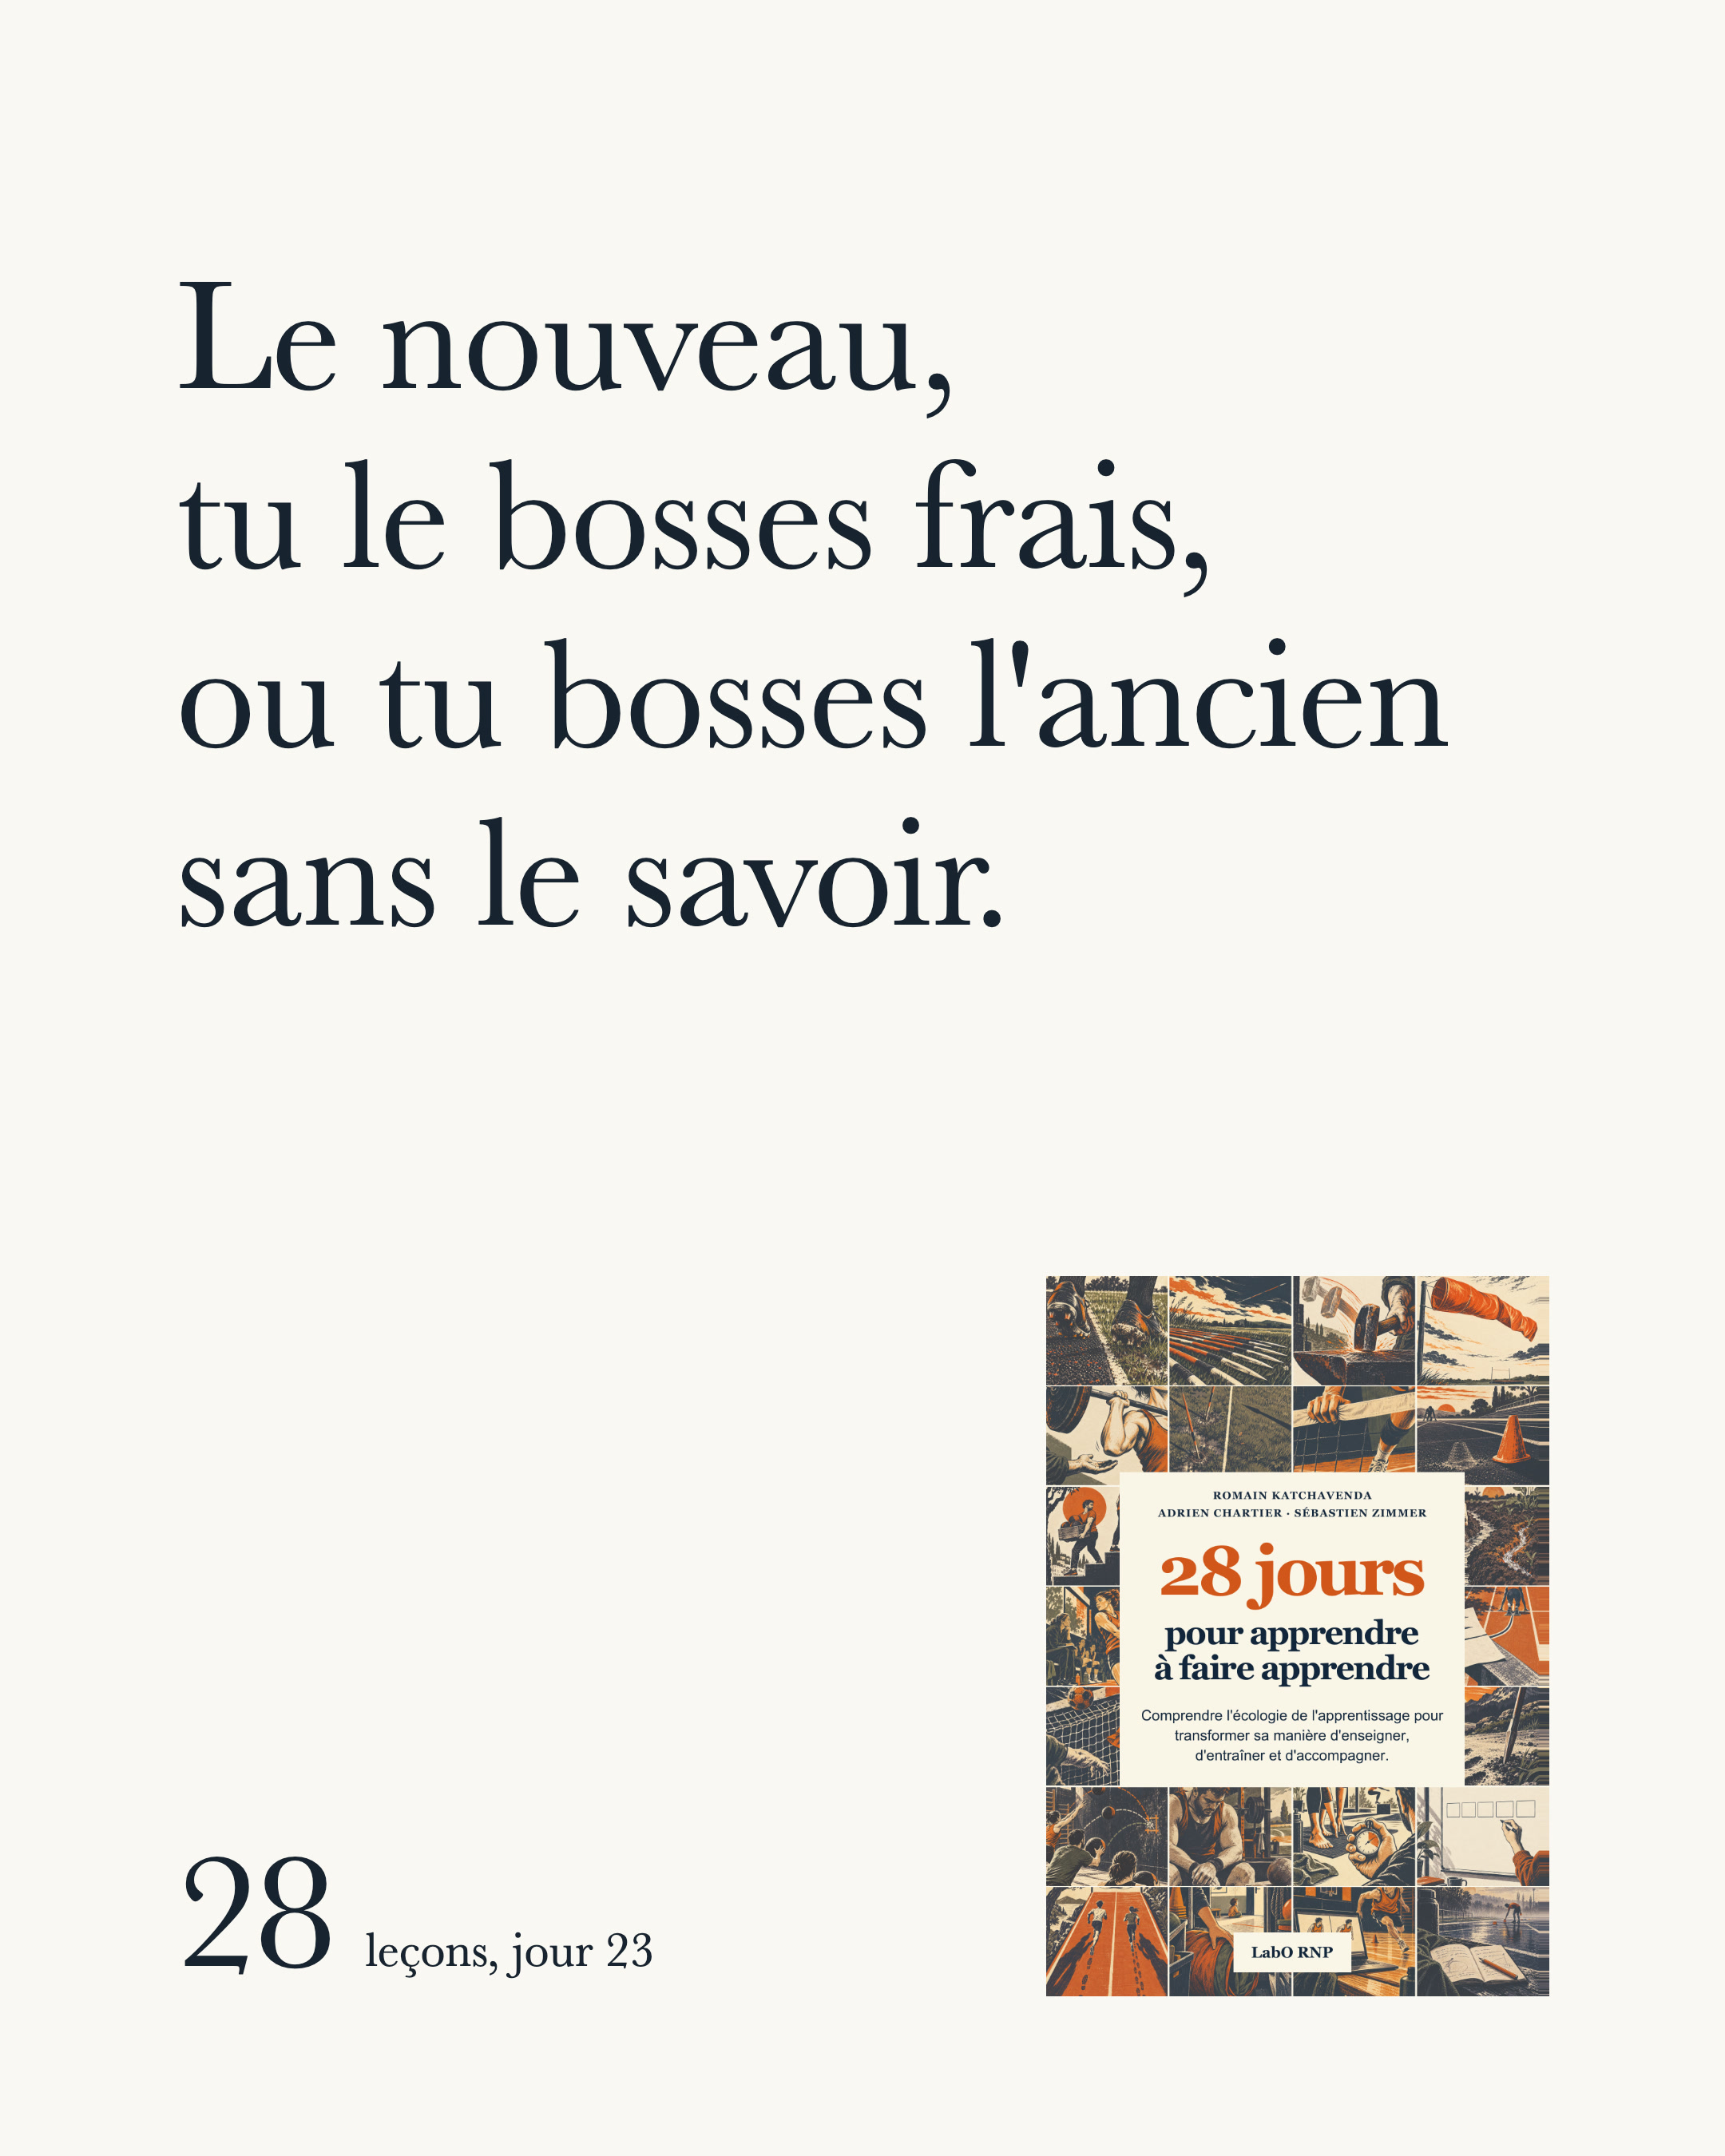 Le nouveau,
tu le bosses frais,
ou tu bosses l'ancien
sans le savoir.
ROMAIN KATCHAVENDA
ADRIEN CHARTIER · SÉBASTIEN ZIMMER
28 jours
pour apprendre
à faire apprendre
Comprendre l'écologie de l'apprentissage pour
transformer sa manière d'enseigner,
d'entraîner et d'accompagner.
LabO RNP
28 leçons, jour 23